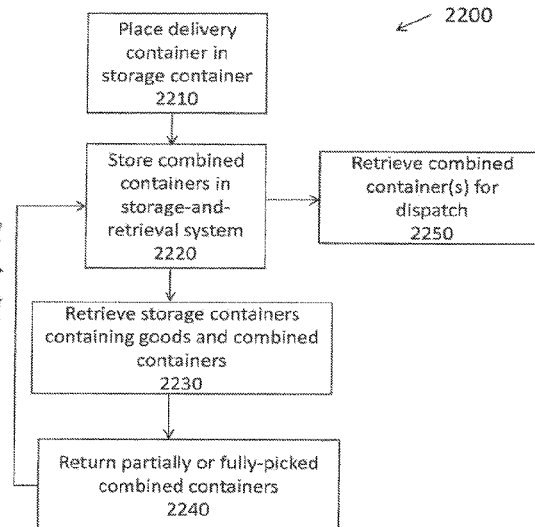 2200
Place delivery
container in
storage container
2210
Store combined
containers in
storage-and-
retrieval system
2220
Retrieve combined
container(s) for
dispatch
2250
Retrieve storage containers
containing goods and combined
containers
2230
Return partially or fully-picked
combined containers
2240